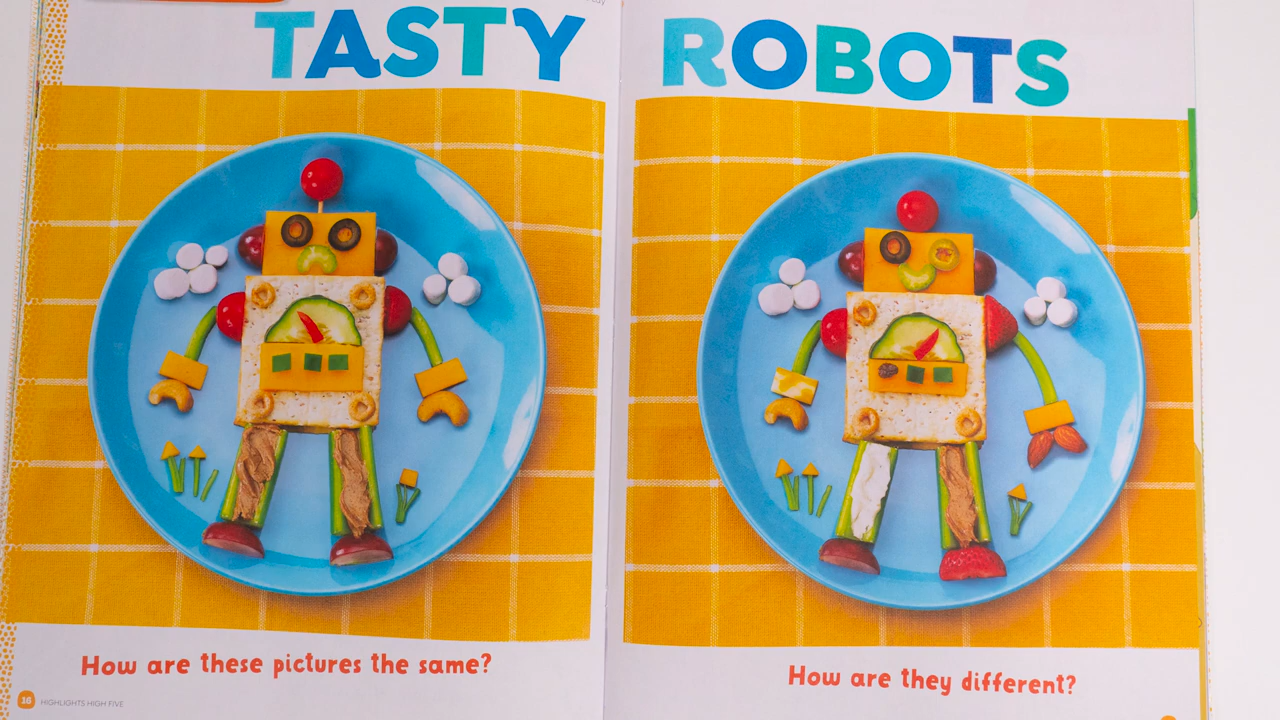 TASTY ROBOTS
How are these pictures the same?
How are they different?
16 HIGHLIGHTS HIGH FIVE